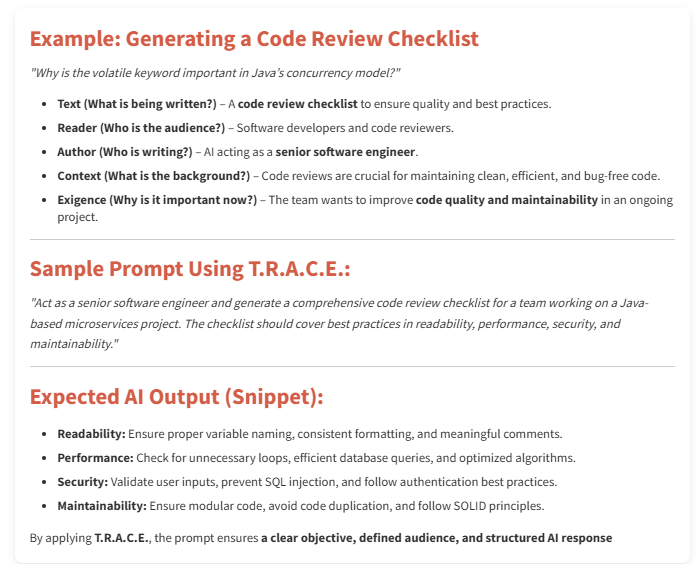 Example: Generating a Code Review Checklist
"Why is the volatile keyword important in Java's concurrency model?"
• Text (What is being written?) – A code review checklist to ensure quality and best practices.
• Reader (Who is the audience?) – Software developers and code reviewers.
• Author (Who is writing?) – AI acting as a senior software engineer.
• Context (What is the background?) – Code reviews are crucial for maintaining clean, efficient, and bug-free code.
• Exigence (Why is it important now?) – The team wants to improve code quality and maintainability in an ongoing
project.
Sample Prompt Using T.R.A.C.E.:
"Act as a senior software engineer and generate a comprehensive code review checklist for a team working on a Java-
based microservices project. The checklist should cover best practices in readability, performance, security, and
maintainability."
Expected AI Output (Snippet):
• Readability: Ensure proper variable naming, consistent formatting, and meaningful comments.
• Performance: Check for unnecessary loops, efficient database queries, and optimized algorithms.
• Security: Validate user inputs, prevent SQL injection, and follow authentication best practices.
• Maintainability: Ensure modular code, avoid code duplication, and follow SOLID principles.
By applying T.R.A.C.E., the prompt ensures a clear objective, defined audience, and structured AI response